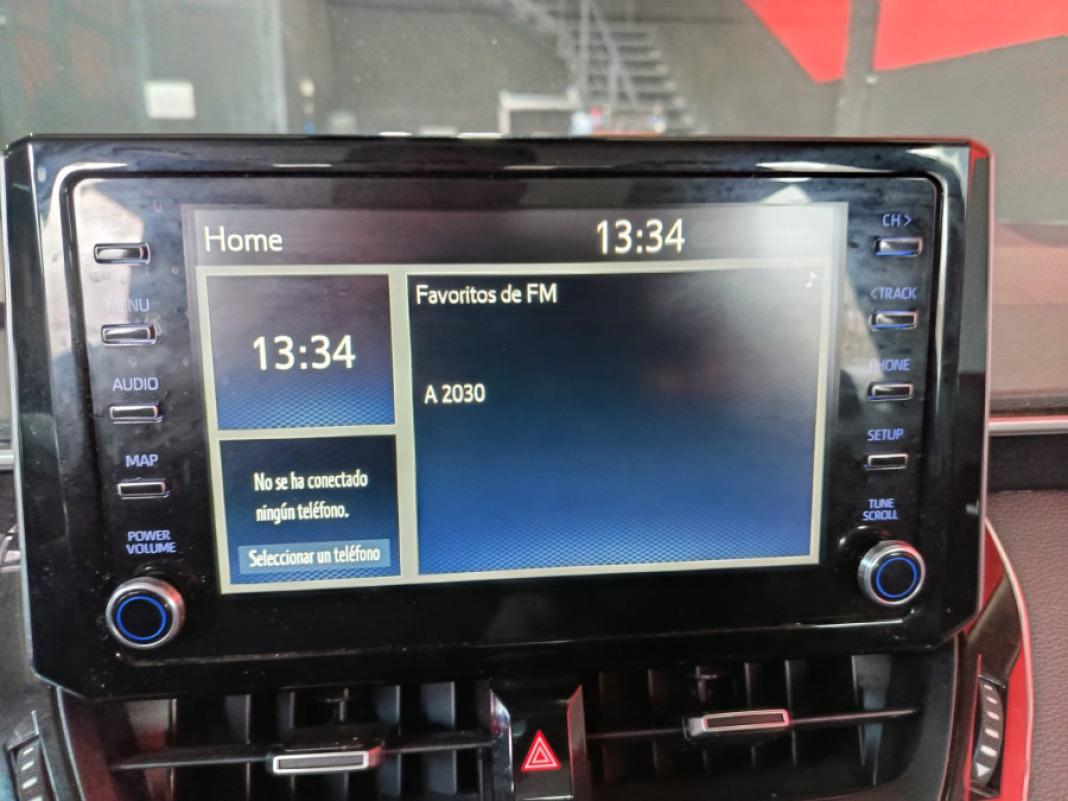 Home
13:34
13:34
Favoritos de FM
A 2030
No se ha conectado
ningún teléfono.
Seleccionar un teléfono
MENU
AUDIO
MAP
POWER
VOLUME
CH >
< TRACK
PHONE
SETUP
TUNE
SCROLL